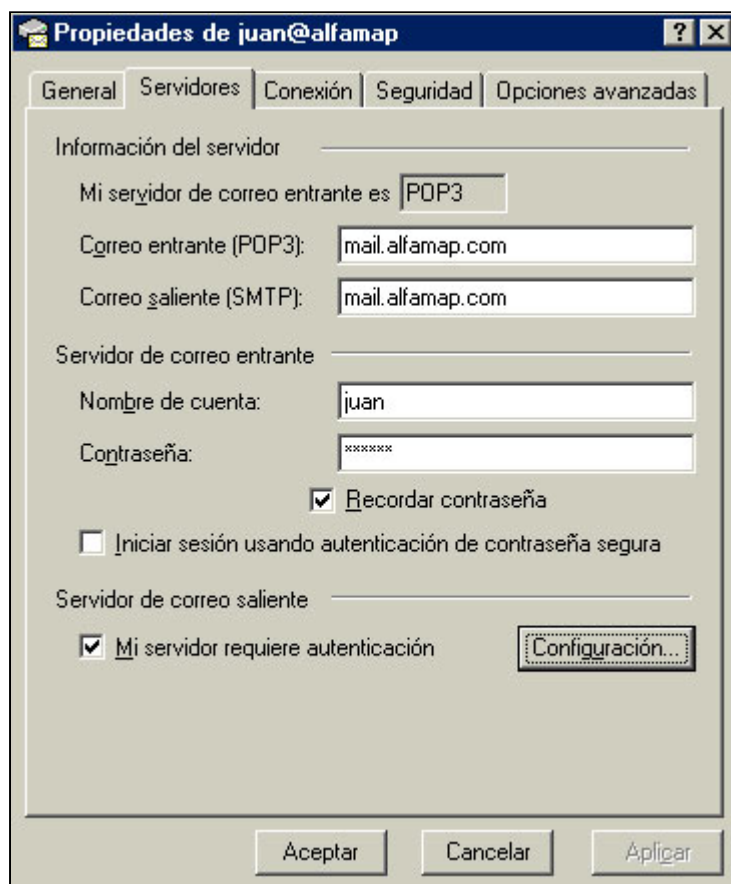 Propiedades de juan@alfamap
General Servidores Conexión Seguridad Opciones avanzadas
Información del servidor
Mi servidor de correo entrante es POP3
Correo entrante (POP3): mail.alfamap.com
Correo saliente (SMTP): mail.alfamap.com
Servidor de correo entrante
Nombre de cuenta: juan
Contraseña: ******
Recordar contraseña
Iniciar sesión usando autenticación de contraseña segura
Servidor de correo saliente
Mi servidor requiere autenticación Configuración...
Aceptar Cancelar Aplicar